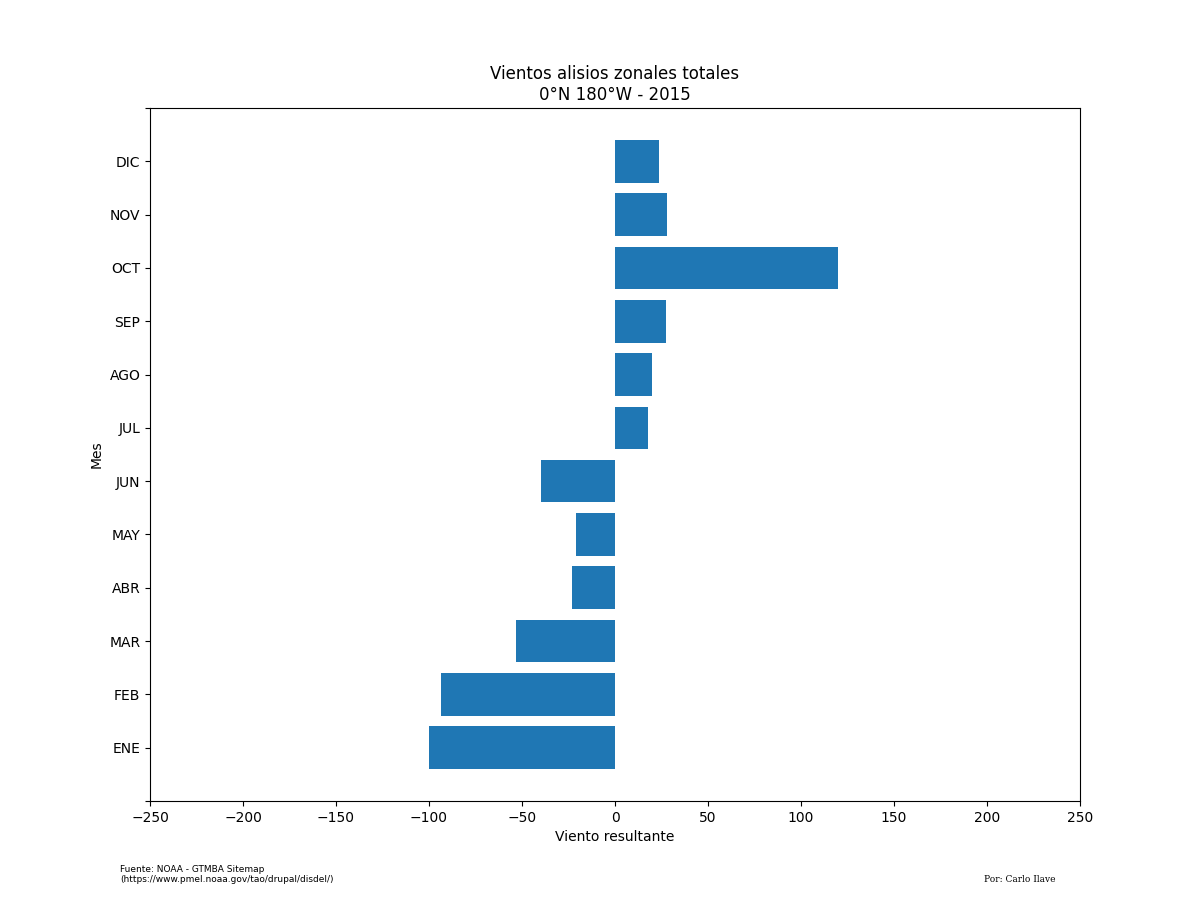 Vientos alisios zonales totales
0°N 180°W - 2015
DIC
NOV
OCT
SEP
AGO
JUL
JUN
MAY
ABR
MAR
FEB
ENE
Mes
−250 −200 −150 −100 −50 0 50 100 150 200 250
Viento resultante
Fuente: NOAA - GTMBA Sitemap
(https://www.pmel.noaa.gov/tao/drupal/disdel/)
Por: Carlo Ilave